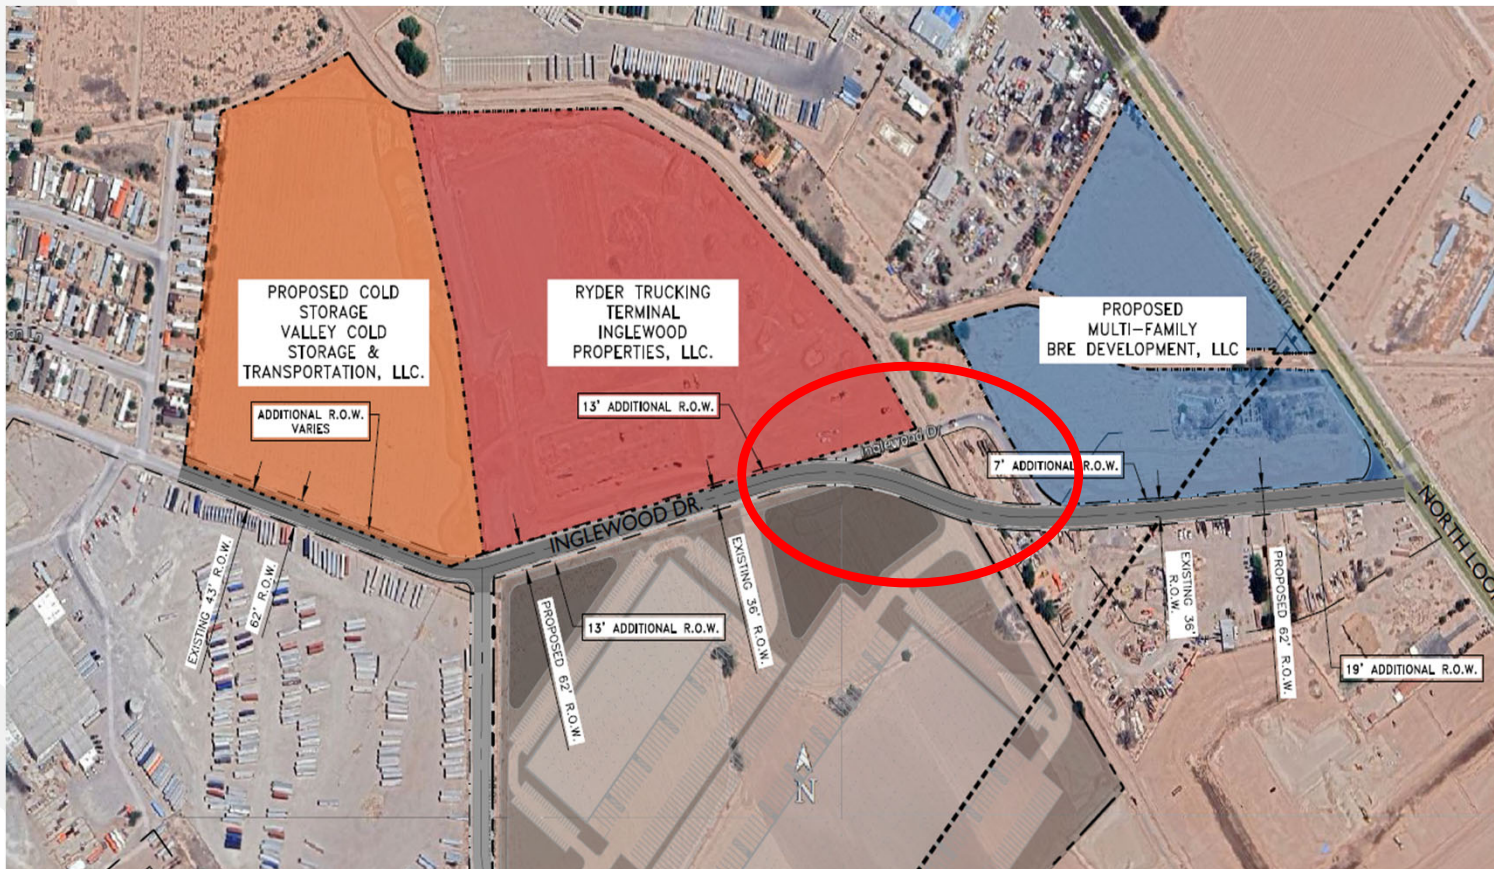 PROPOSED COLD
STORAGE
VALLEY COLD
STORAGE &
TRANSPORTATION, LLC.
RYDER TRUCKING
TERMINAL
INGLEWOOD
PROPERTIES, LLC.
PROPOSED
MULTI-FAMILY
BRE DEVELOPMENT, LLC
ADDITIONAL R.O.W.
VARIES
13' ADDITIONAL R.O.W.
Inglewood Dr
7' ADDITIONAL R.O.W.
INGLEWOOD DR.
NORTH LOO
EXISTING 43' R.O.W.
62' R.O.W.
PROPOSED 62' R.O.W.
13' ADDITIONAL R.O.W.
EXISTING 36' R.O.W.
EXISTING 36'
R.O.W.
PROPOSED 62' R.O.W.
19' ADDITIONAL R.O.W.
N